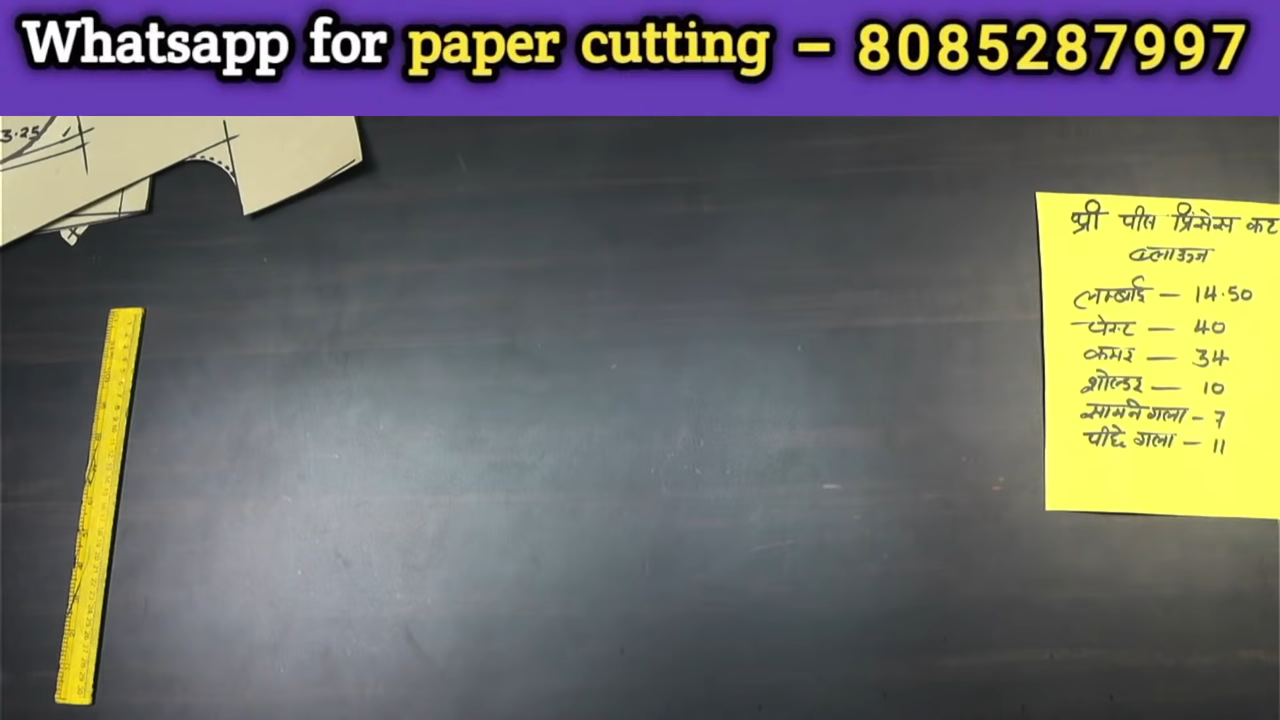 Whatsapp for paper cutting – 8085287997
3.25
थ्री पीस प्रिंसेस कट
ब्लाऊज
लम्बाई — 14.50
चेस्ट — 40
कमर — 34
शोल्डर — 10
सामने गला - 7
पीछे गला — 11